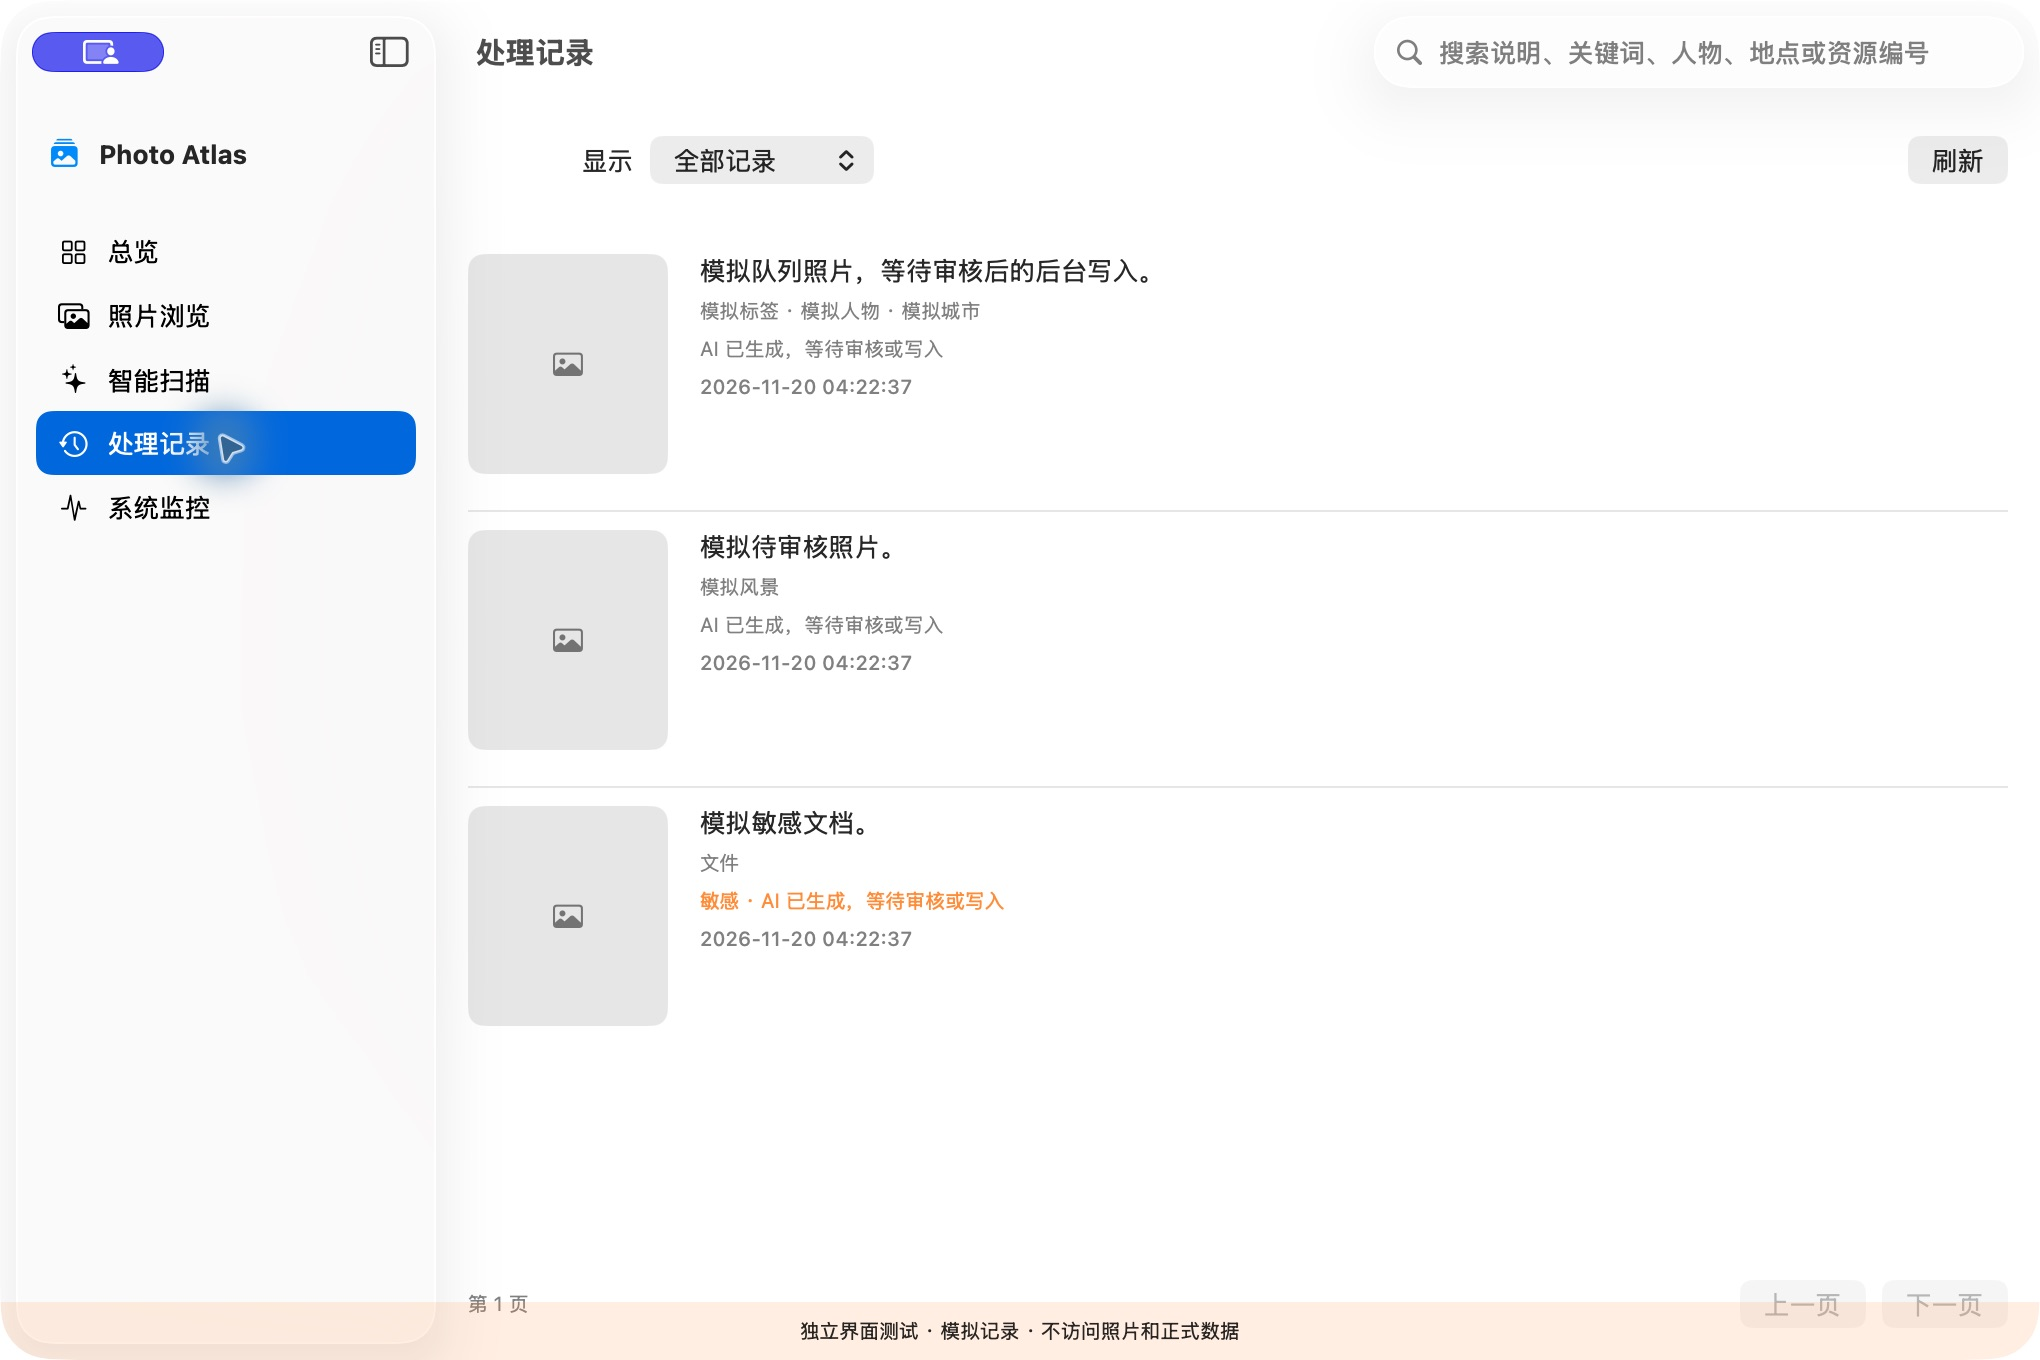 处理记录
搜索说明、关键词、人物、地点或资源编号
Photo Atlas
总览
照片浏览
智能扫描
处理记录
系统监控
显示 全部记录 刷新
模拟队列照片，等待审核后的后台写入。
模拟标签 · 模拟人物 · 模拟城市
AI 已生成，等待审核或写入
2026-11-20 04:22:37
模拟待审核照片。
模拟风景
AI 已生成，等待审核或写入
2026-11-20 04:22:37
模拟敏感文档。
文件
敏感 · AI 已生成，等待审核或写入
2026-11-20 04:22:37
第 1 页
上一页 下一页
独立界面测试 · 模拟记录 · 不访问照片和正式数据